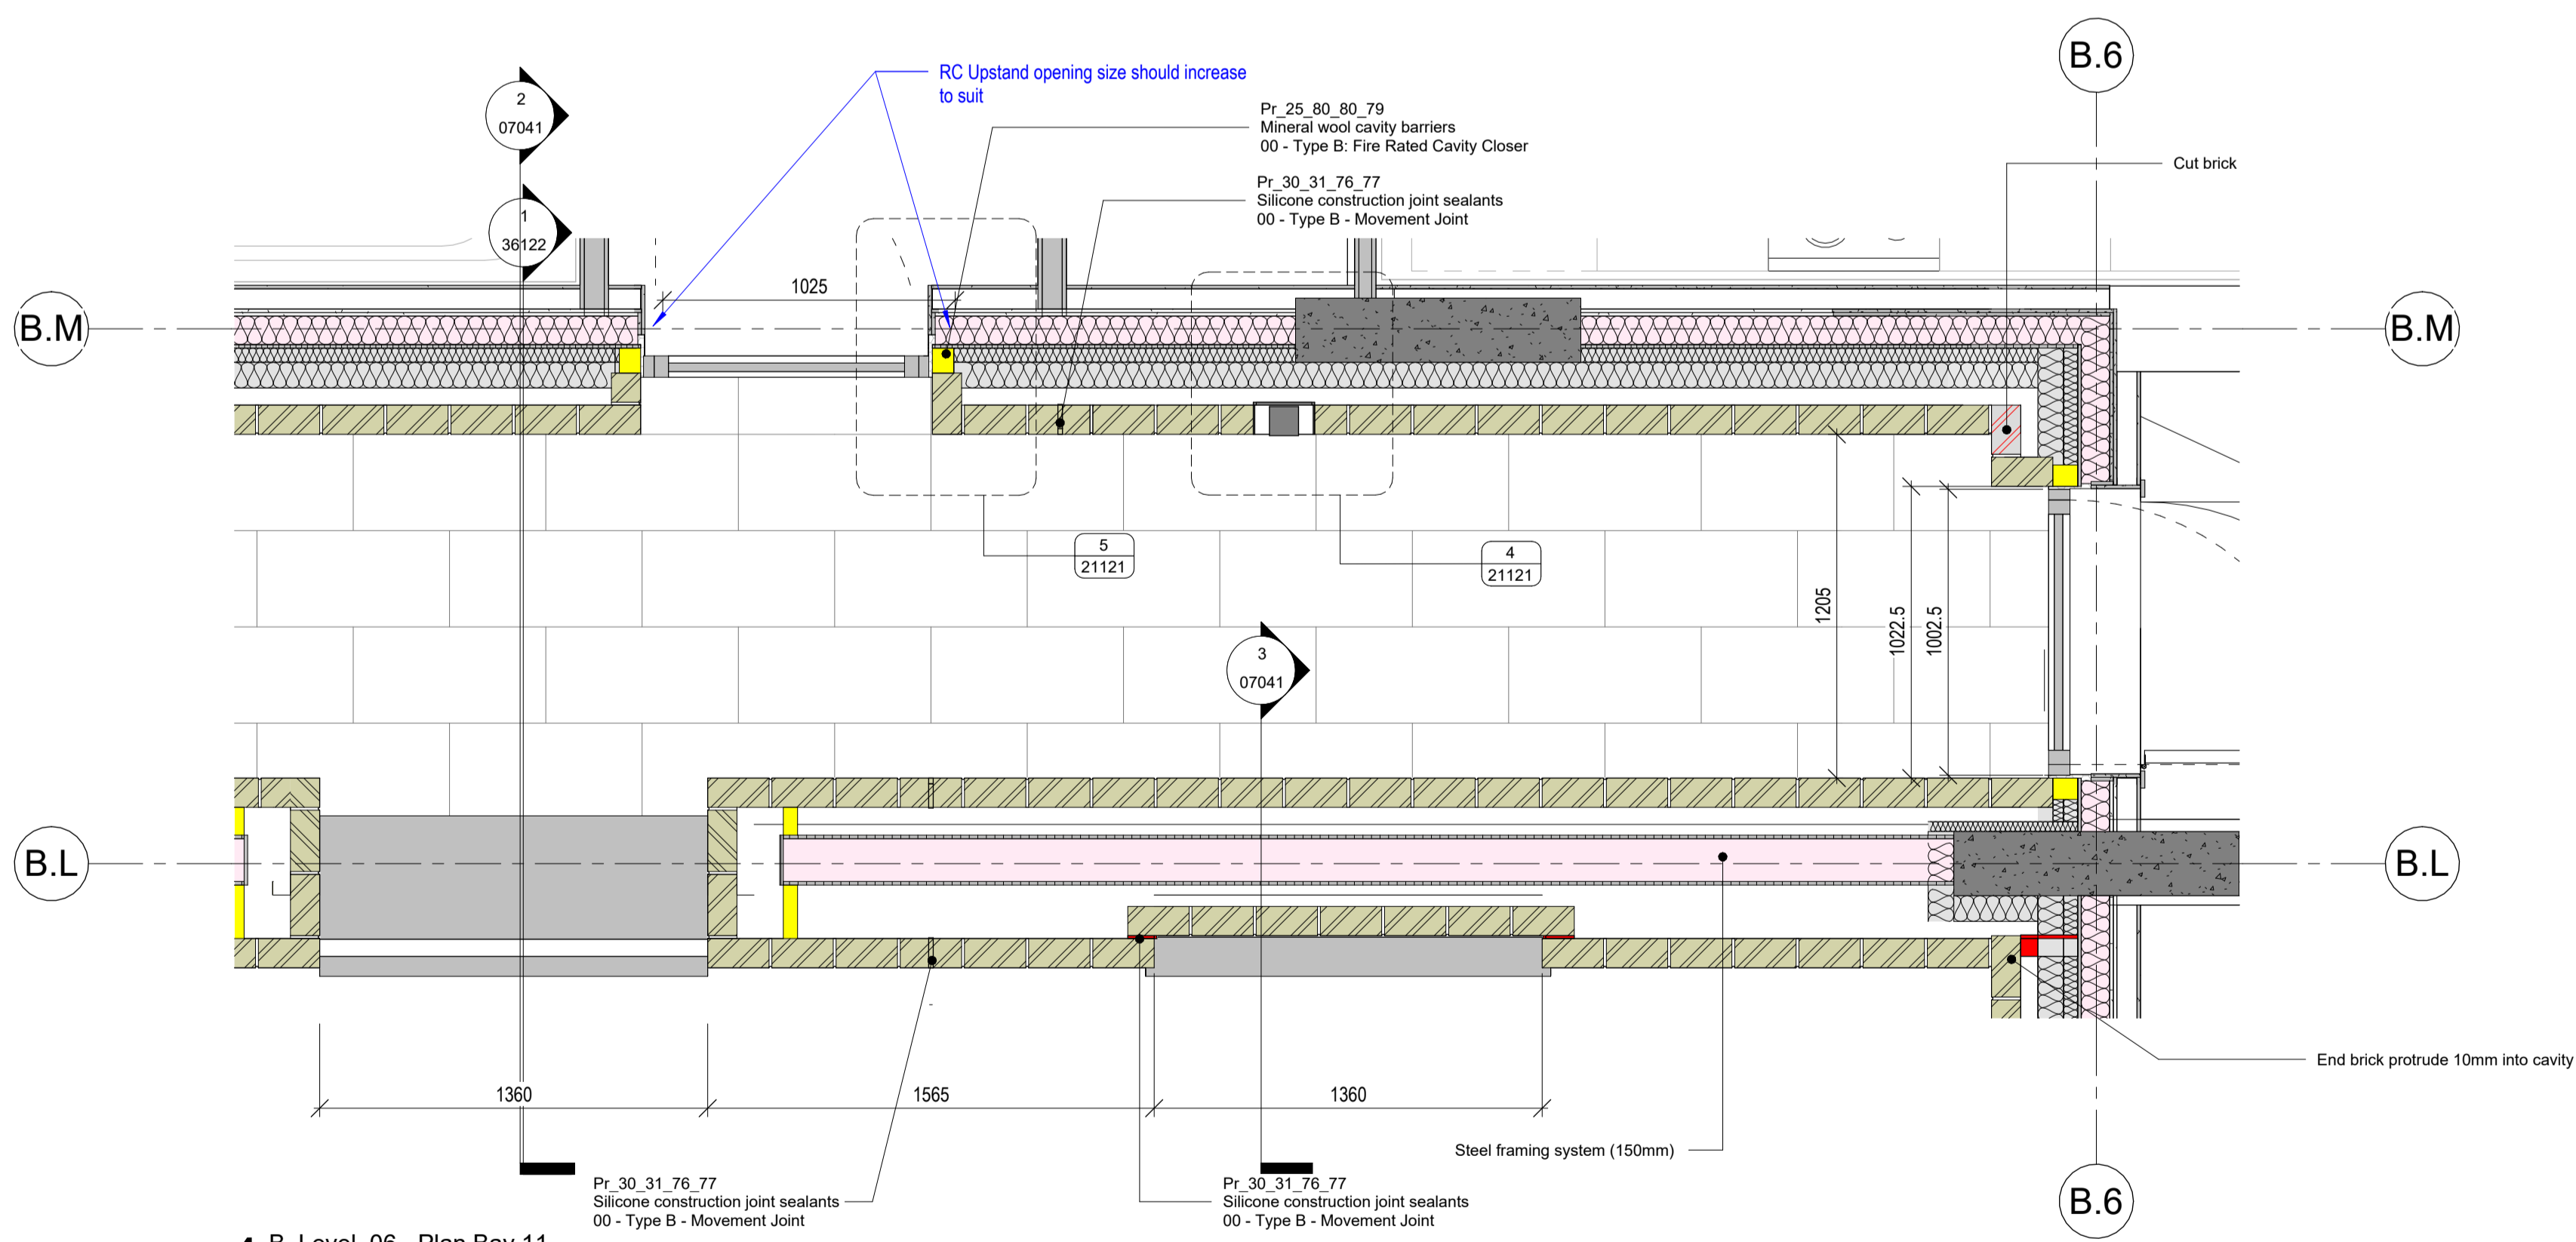 B.6
2
07041
RC Upstand opening size should increase
to suit
Pr_25_80_80_79
Mineral wool cavity barriers
00 - Type B: Fire Rated Cavity Closer
Cut brick
Pr_30_31_76_77
Silicone construction joint sealants
00 - Type B - Movement Joint
1
36122
1025
B.M
B.M
5
21121
4
21121
1205
1022.5
1002.5
3
07041
B.L
B.L
End brick protrude 10mm into cavity
1360
1565
1360
Steel framing system (150mm)
Pr_30_31_76_77
Silicone construction joint sealants
00 - Type B - Movement Joint
Pr_30_31_76_77
Silicone construction joint sealants
00 - Type B - Movement Joint
B.6
B_Level_06 - Plan Bay 11